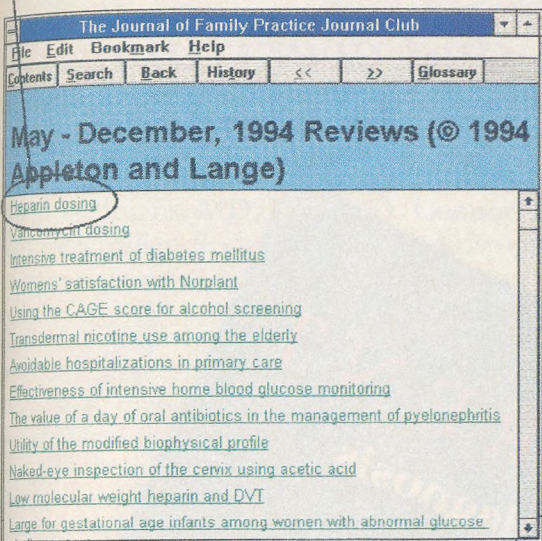 The Journal of Family Practice Journal Club
File Edit Bookmark Help
Contents Search Back History << >> Glossary
May - December, 1994 Reviews (© 1994
Appleton and Lange)
Heparin dosing
Vancomycin dosing
Intensive treatment of diabetes mellitus
Womens' satisfaction with Norplant
Using the CAGE score for alcohol screening
Transdermal nicotine use among the elderly
Avoidable hospitalizations in primary care
Effectiveness of intensive home blood glucose monitoring
The value of a day of oral antibiotics in the management of pyelonephritis
Utility of the modified biophysical profile
Naked-eye inspection of the cervix using acetic acid
Low molecular weight heparin and DVT
Large for gestational age infants among women with abnormal glucose